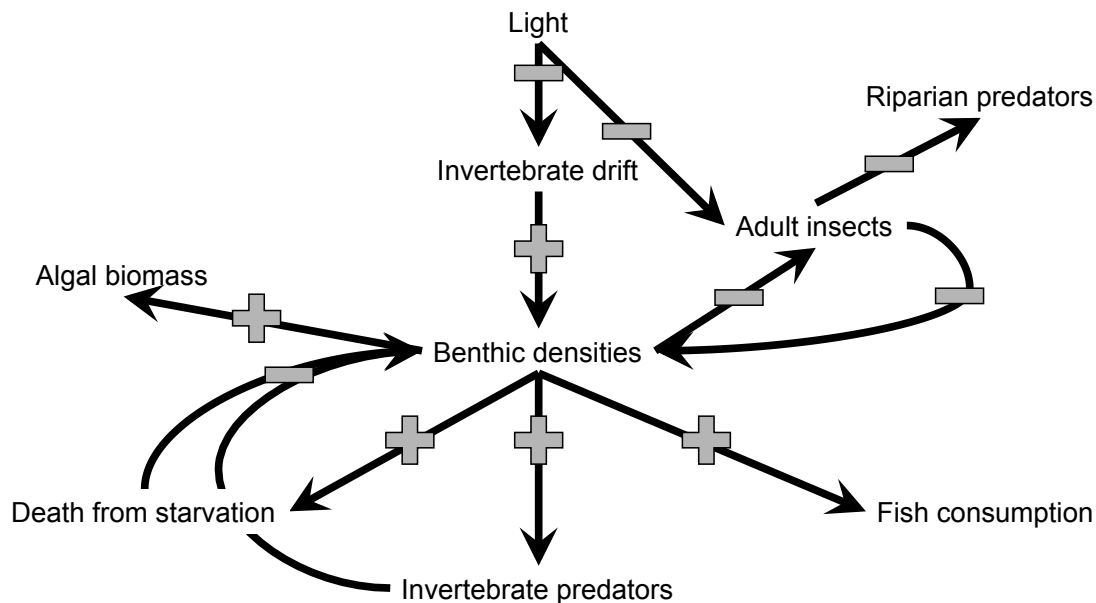 Light
Riparian predators
Invertebrate drift
Adult insects
Algal biomass
Benthic densities
Death from starvation
Fish consumption
Invertebrate predators